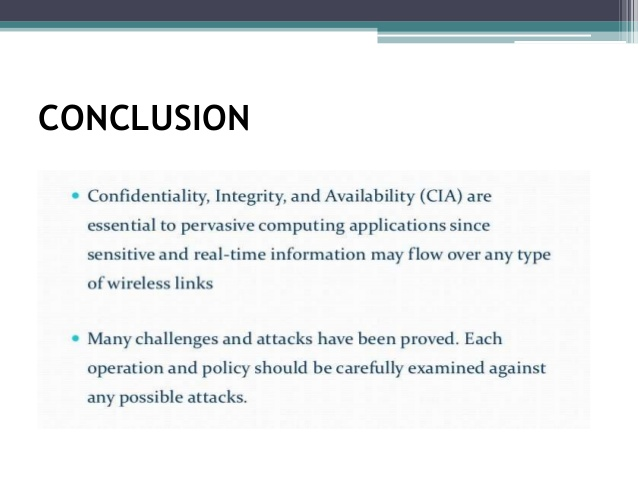 CONCLUSION
• Confidentiality, Integrity, and Availability (CIA) are
essential to pervasive computing applications since
sensitive and real-time information may flow over any type
of wireless links
• Many challenges and attacks have been proved. Each
operation and policy should be carefully examined against
any possible attacks.